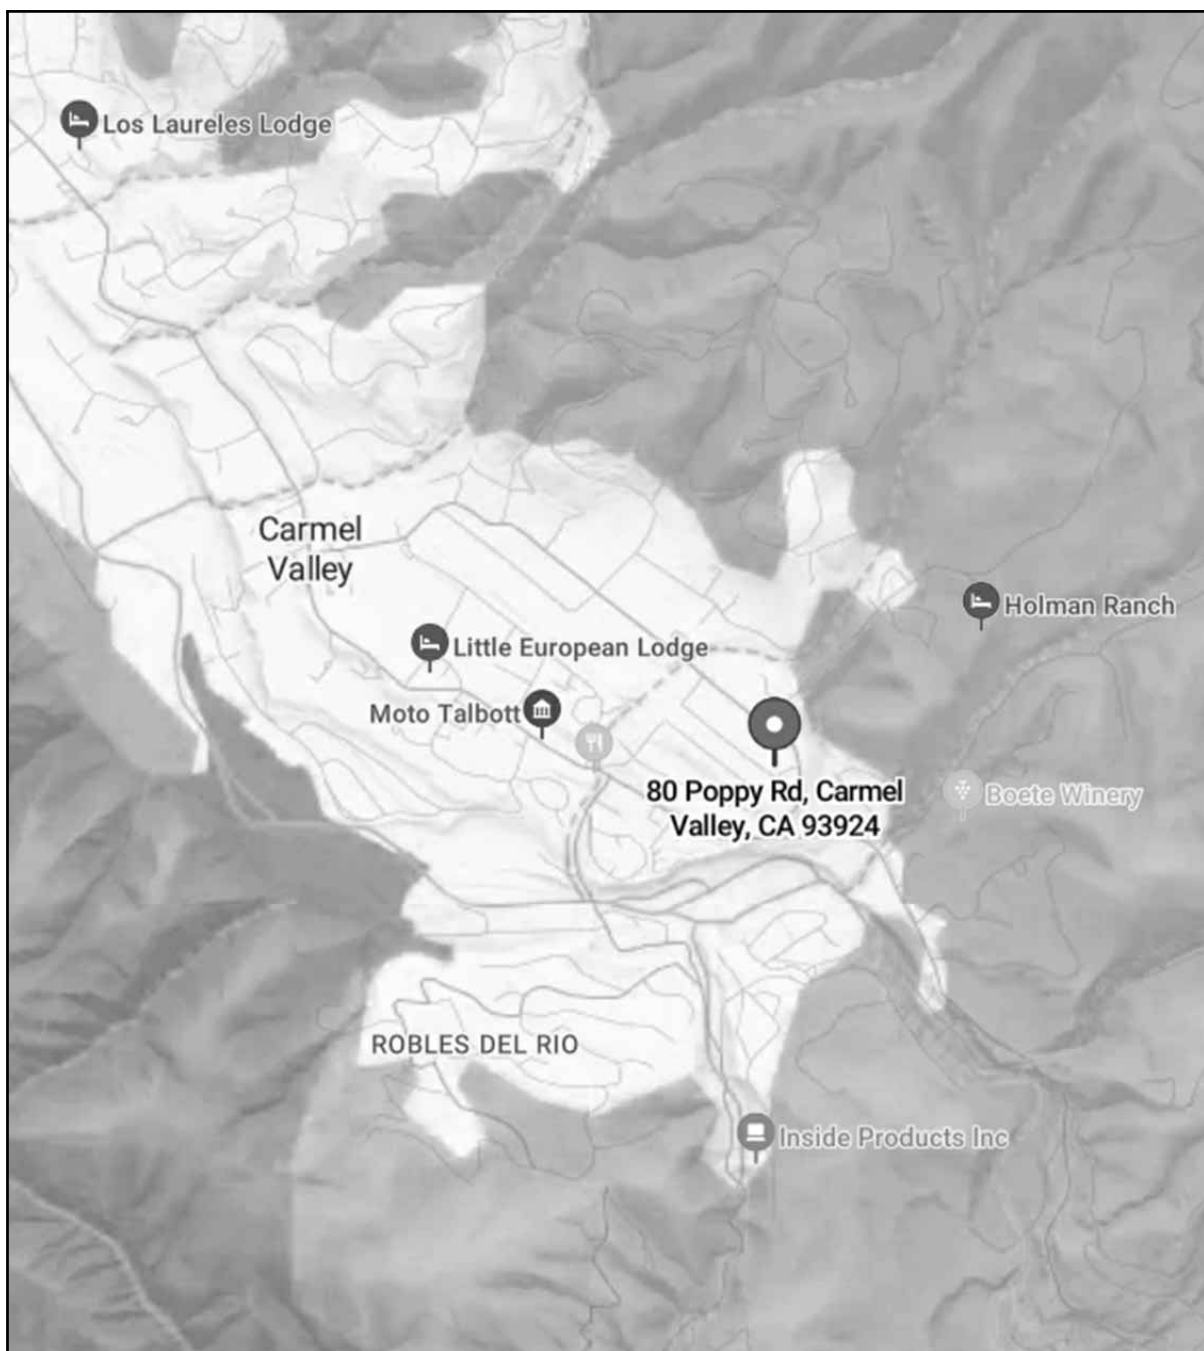 Los Laureles Lodge
Carmel
Valley
Holman Ranch
Little European Lodge
Moto Talbott
80 Poppy Rd, Carmel
Valley, CA 93924
Boete Winery
ROBLES DEL RIO
Inside Products Inc